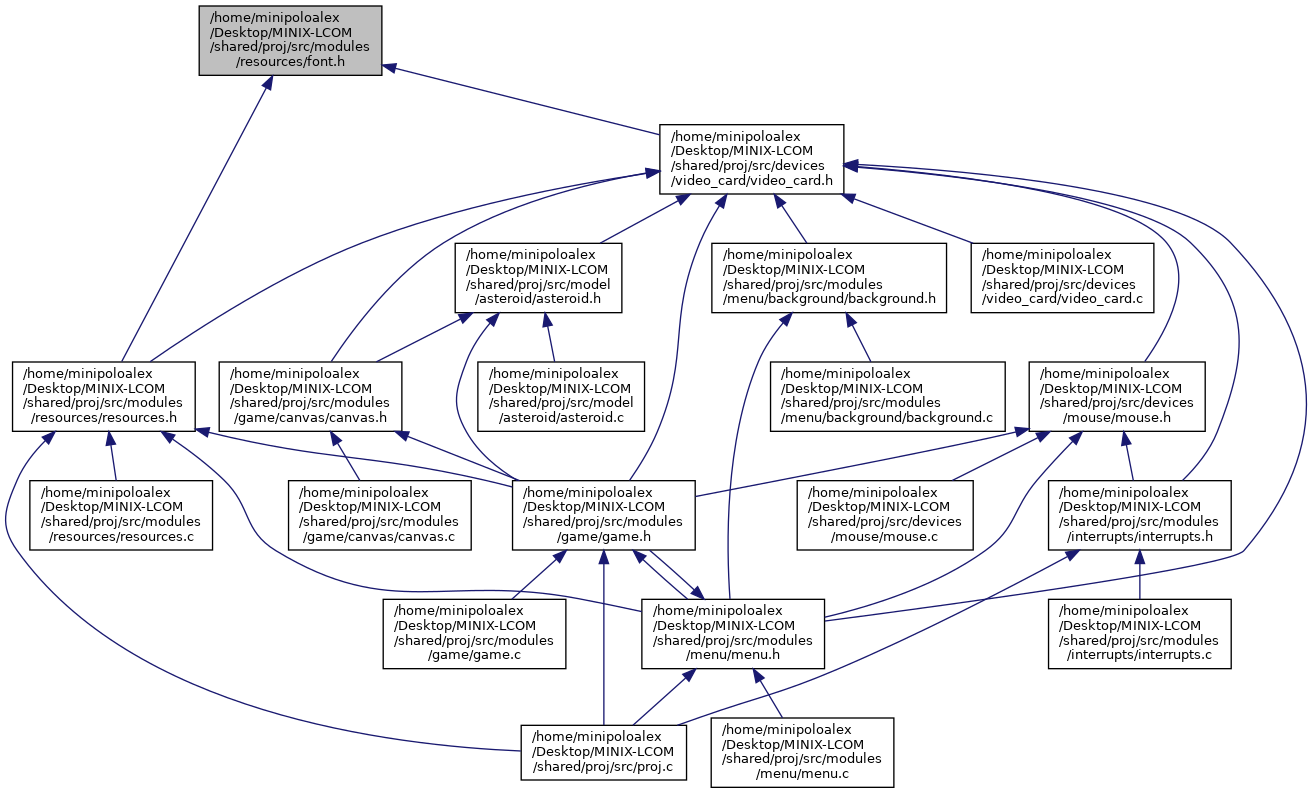 /home/minipoloalex
/Desktop/MINIX-LCOM
/shared/proj/src/modules
/resources/font.h
/home/minipoloalex
/Desktop/MINIX-LCOM
/shared/proj/src/devices
/video_card/video_card.h
/home/minipoloalex
/Desktop/MINIX-LCOM
/shared/proj/src/model
/asteroid/asteroid.h
/home/minipoloalex
/Desktop/MINIX-LCOM
/shared/proj/src/modules
/menu/background/background.h
/home/minipoloalex
/Desktop/MINIX-LCOM
/shared/proj/src/devices
/video_card/video_card.c
/home/minipoloalex
/Desktop/MINIX-LCOM
/shared/proj/src/modules
/resources/resources.h
/home/minipoloalex
/Desktop/MINIX-LCOM
/shared/proj/src/modules
/game/canvas/canvas.h
/home/minipoloalex
/Desktop/MINIX-LCOM
/shared/proj/src/model
/asteroid/asteroid.c
/home/minipoloalex
/Desktop/MINIX-LCOM
/shared/proj/src/modules
/menu/background/background.c
/home/minipoloalex
/Desktop/MINIX-LCOM
/shared/proj/src/devices
/mouse/mouse.h
/home/minipoloalex
/Desktop/MINIX-LCOM
/shared/proj/src/modules
/resources/resources.c
/home/minipoloalex
/Desktop/MINIX-LCOM
/shared/proj/src/modules
/game/canvas/canvas.c
/home/minipoloalex
/Desktop/MINIX-LCOM
/shared/proj/src/modules
/game/game.h
/home/minipoloalex
/Desktop/MINIX-LCOM
/shared/proj/src/devices
/mouse/mouse.c
/home/minipoloalex
/Desktop/MINIX-LCOM
/shared/proj/src/modules
/interrupts/interrupts.h
/home/minipoloalex
/Desktop/MINIX-LCOM
/shared/proj/src/modules
/game/game.c
/home/minipoloalex
/Desktop/MINIX-LCOM
/shared/proj/src/modules
/menu/menu.h
/home/minipoloalex
/Desktop/MINIX-LCOM
/shared/proj/src/modules
/interrupts/interrupts.c
/home/minipoloalex
/Desktop/MINIX-LCOM
/shared/proj/src/proj.c
/home/minipoloalex
/Desktop/MINIX-LCOM
/shared/proj/src/modules
/menu/menu.c